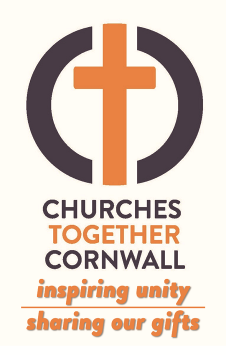 CHURCHES
TOGETHER
CORNWALL
inspiring unity
sharing our gifts